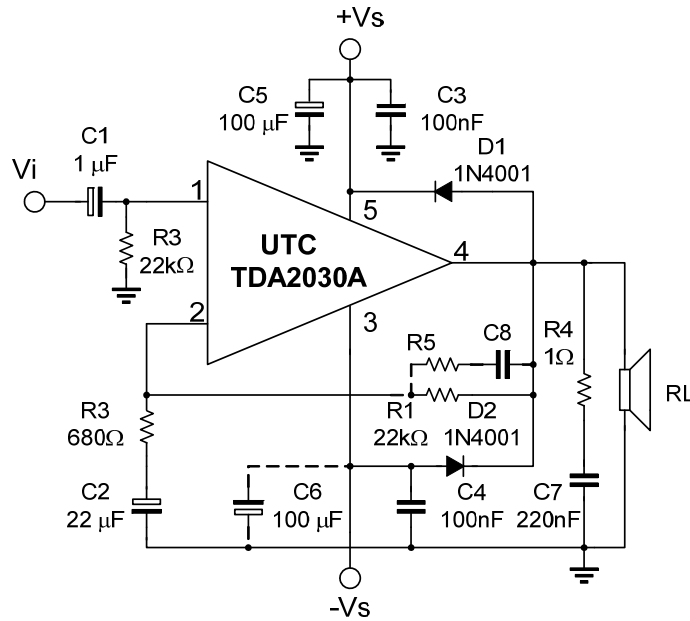 +Vs
C5
100 μF
C3
100nF
C1
1 μF
Vi
D1
1N4001
1
5
R3
22kΩ
UTC
TDA2030A
4
2
3
R5
C8
R4
1Ω
R3
680Ω
R1
22kΩ
D2
1N4001
RL
C2
22 μF
C6
100 μF
C4
100nF
C7
220nF
-Vs